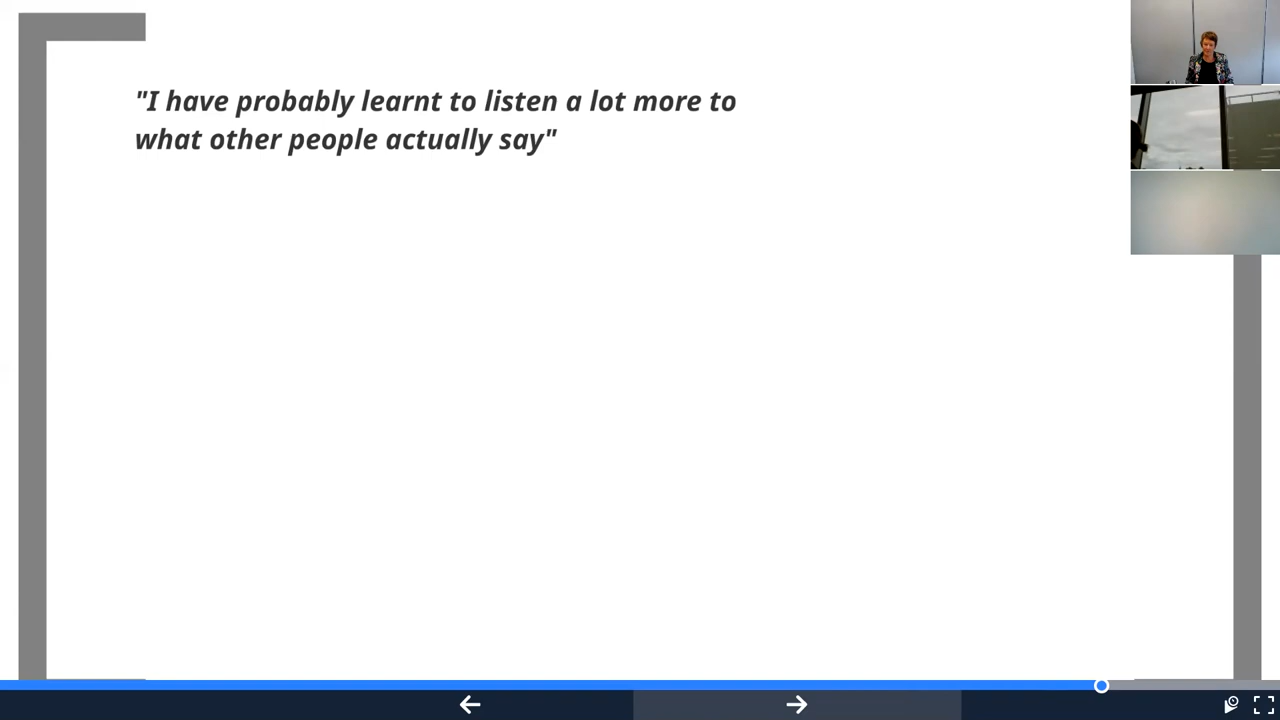 "I have probably learnt to listen a lot more to
what other people actually say"